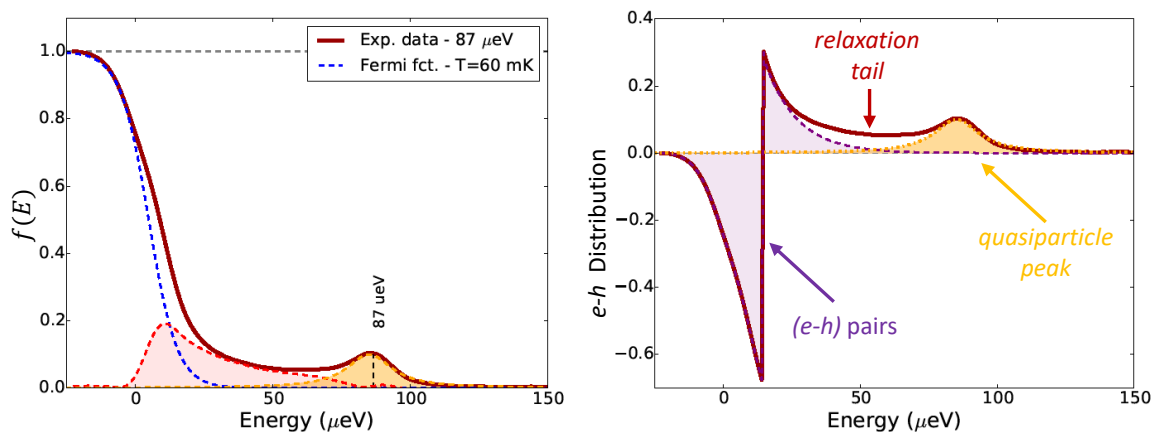 Exp. data - 87 μeV
Fermi fct. - T=60 mK
1.0
0.8
0.6
0.4
0.2
0.0
f(E)
87 ueV
0
50
100
150
Energy (μeV)
relaxation
tail
0.4
0.2
0.0
−0.2
−0.4
−0.6
e-h Distribution
quasiparticle
peak
(e-h) pairs
0
50
100
150
Energy (μeV)